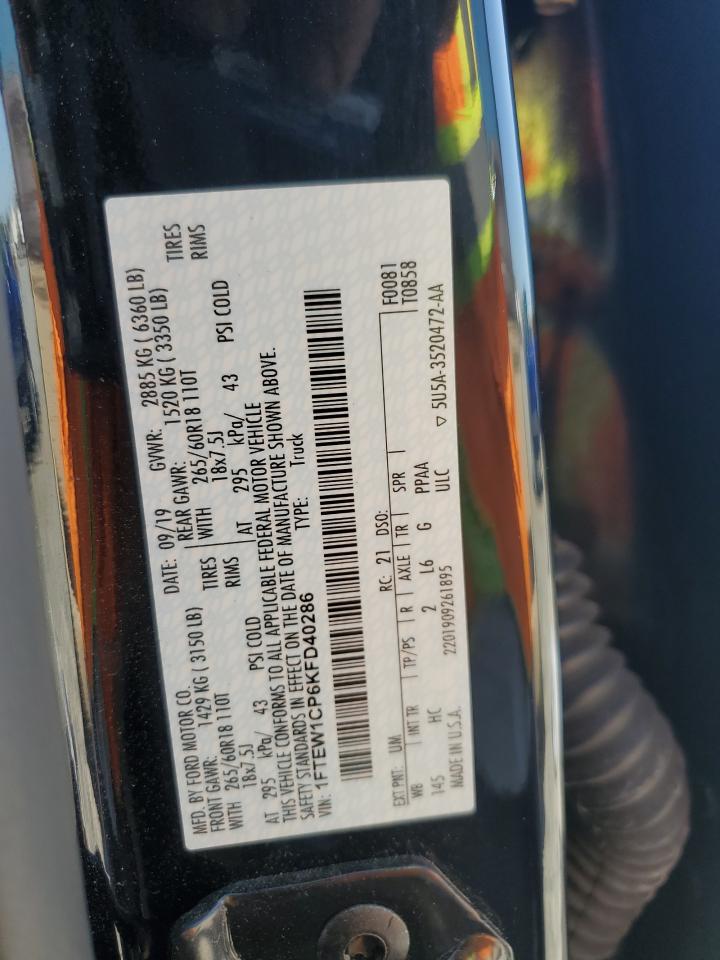 MFD. BY FORD MOTOR CO.
DATE: 09/19 GVWR: 2885 KG ( 6360 LB)
FRONT GAWR: 1429 KG ( 3150 LB) REAR GAWR: 1520 KG ( 3350 LB)
WITH 265/60R18 110T TIRES WITH 265/60R18 110T TIRES
18x7.5J RIMS 18x7.5J RIMS
AT 295 kPa/ 43 PSI COLD AT 295 kPa/ 43 PSI COLD
THIS VEHICLE CONFORMS TO ALL APPLICABLE FEDERAL MOTOR VEHICLE
SAFETY STANDARDS IN EFFECT ON THE DATE OF MANUFACTURE SHOWN ABOVE.
VIN: 1FTEW1CP6KFD40286 TYPE: Truck
EXT PNT: UM RC: 21 DSO: F0081
WB INT TR TP/PS R AXLE TR SPR T0858
145 HC 2 L6 G PPAA
MADE IN U.S.A. 2201909261895 ULC ▽ 5U5A-3520472-AA